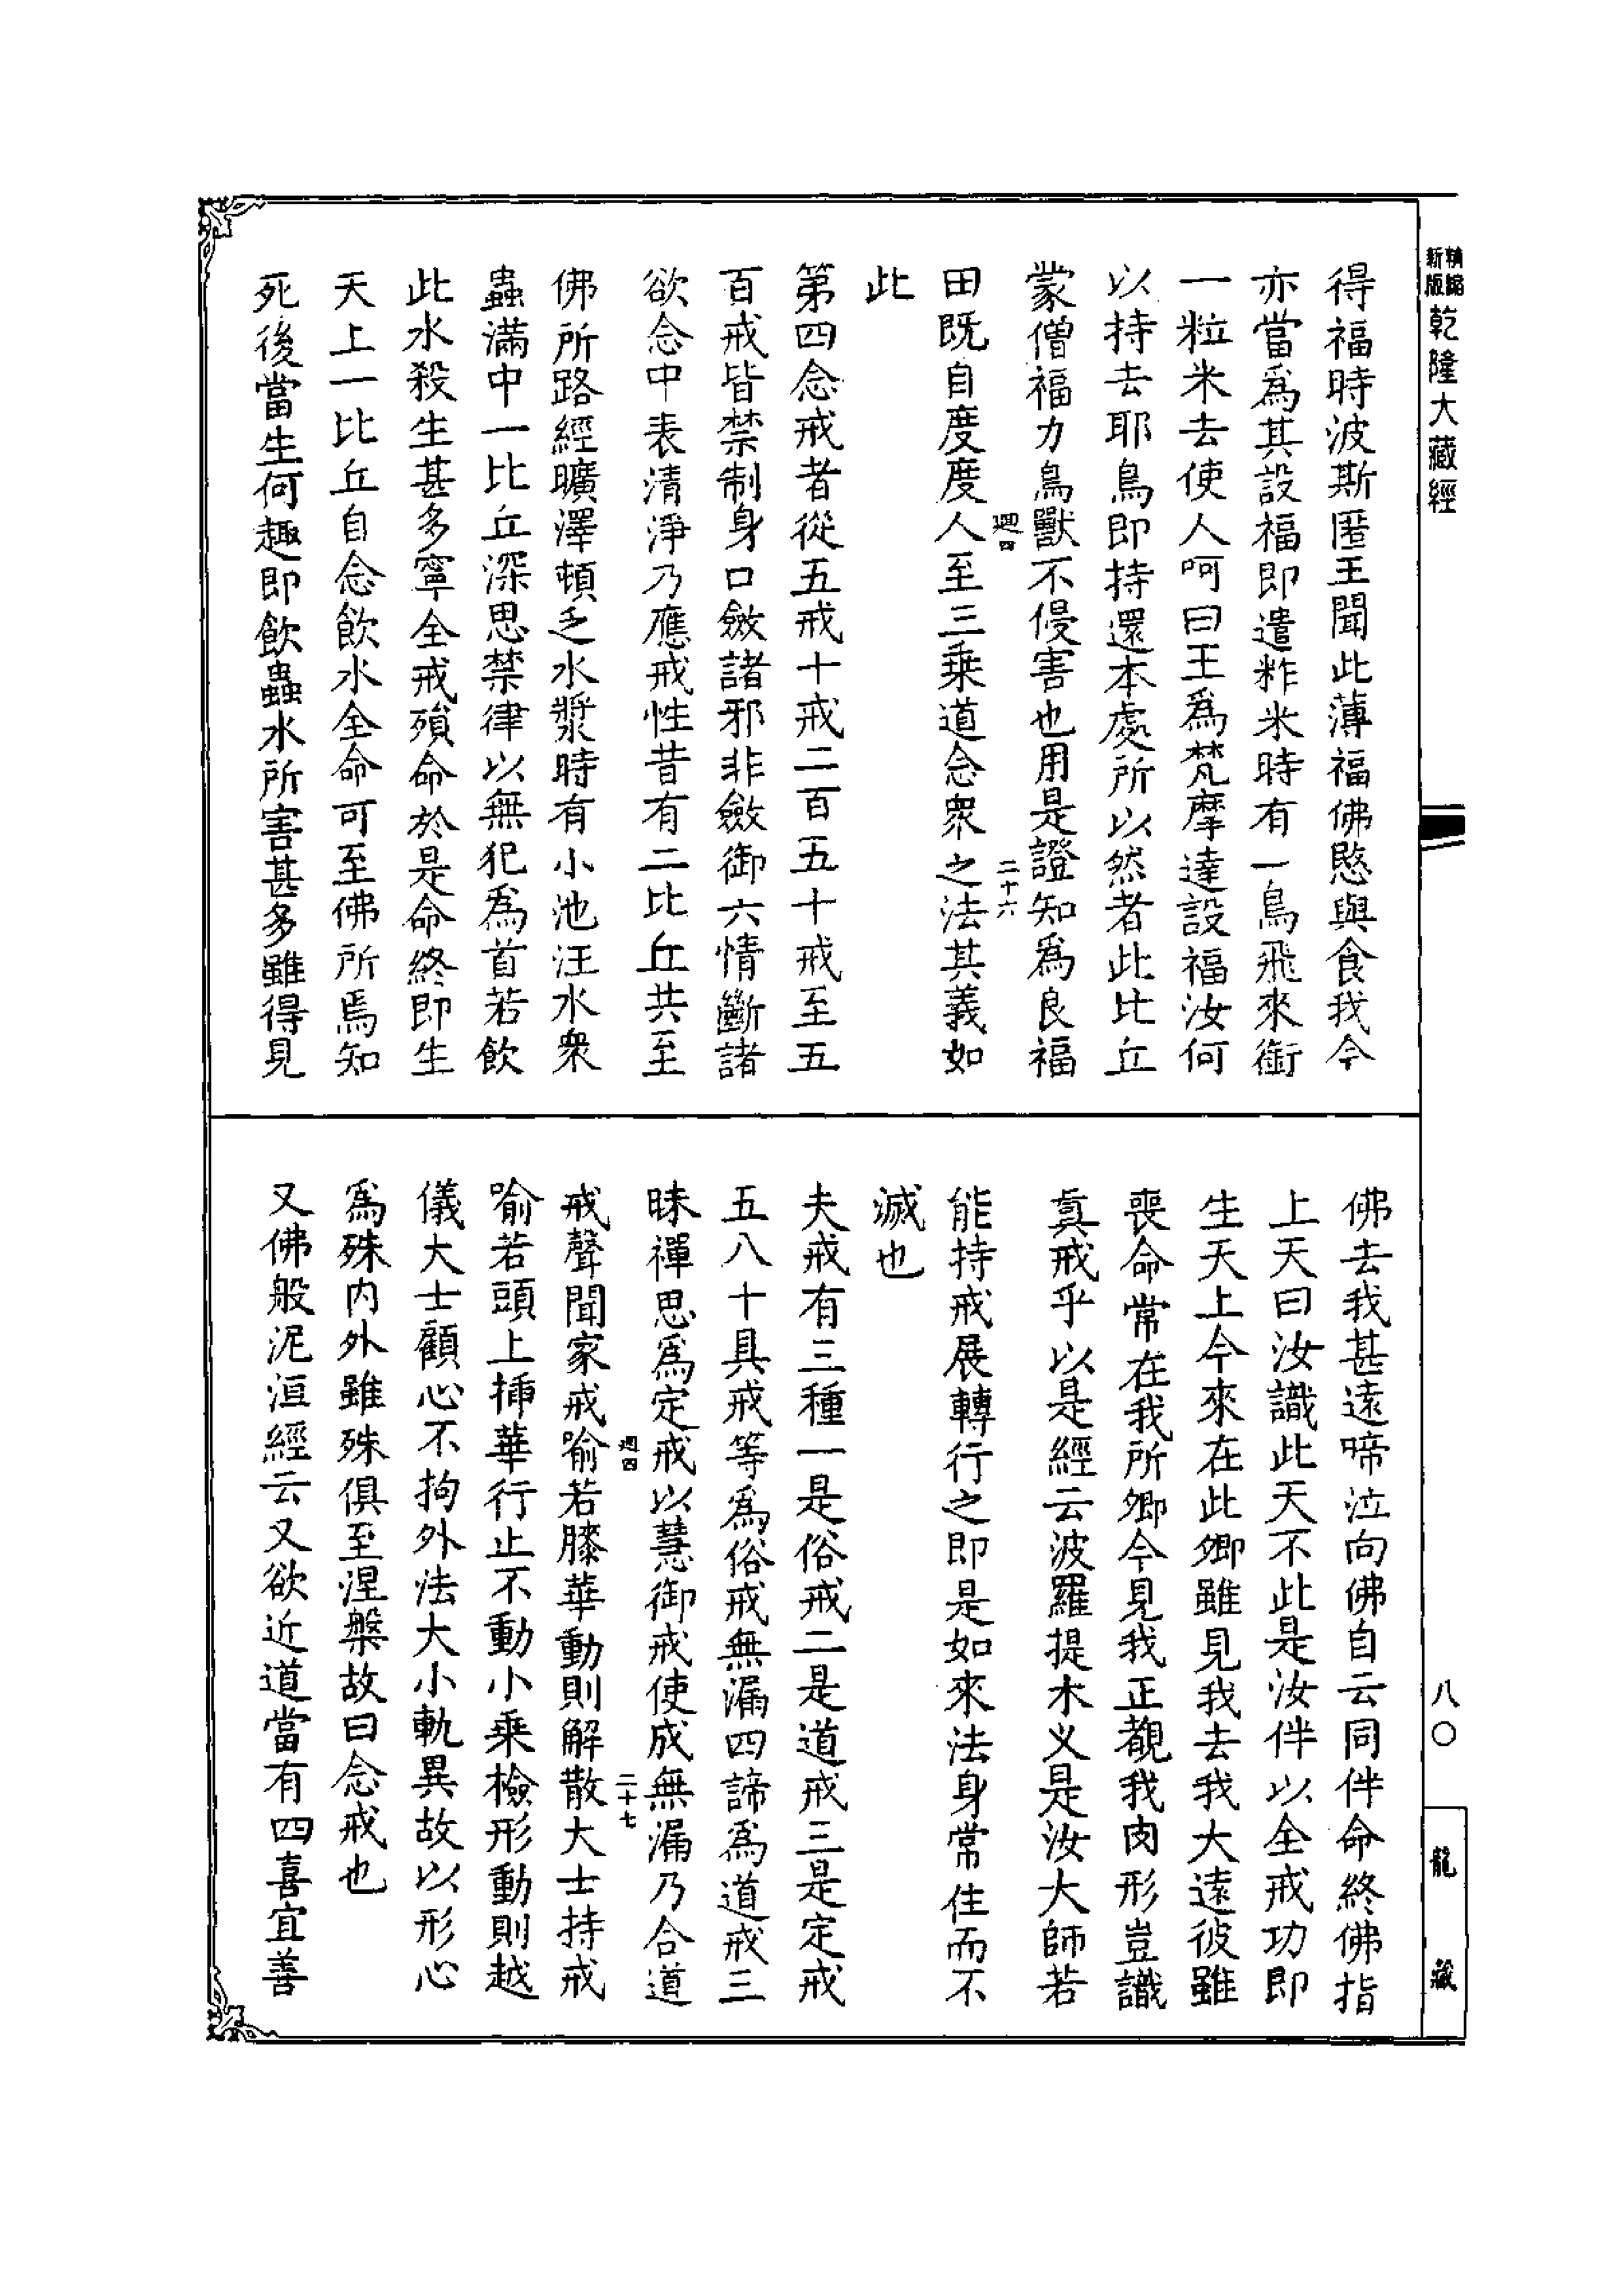 精縮
新版
乾隆大藏經
得福時波斯匿王聞此薄福佛愍與食我今
亦當爲其設福即遣粼米時有一鳥飛來銜
一粒米去使人呵曰王爲梵摩達設福汝何
以持去耶鳥即持還本處所以然者此比丘
蒙僧福力鳥獸不侵害也用是證知爲良福
週四
二十六
田既自度度人至三乘道念衆之法其義如
此
第四念戒者從五戒十戒二百五十戒至五
百戒皆禁制身口斂諸邪非斂御六情斷諸
欲念中表清淨乃應戒性昔有二比丘共至
佛所路經曠澤頓乏水漿時有小池汪水衆
蟲滿中一比丘深思禁律以無犯爲首若飲
此水殺生甚多寧全戒殞命於是命終即生
天上一比丘自念飲水全命可至佛所焉知
死後當生何趣即飲蟲水所害甚多雖得見
佛去我甚遠啼泣向佛自云同伴命終佛指
上天曰汝識此天不此是汝伴以全戒功即
生天上今來在此卿雖見我去我大遠彼雖
喪命常在我所卿今見我正覩我肉形豈識
眞戒乎以是經云波羅提木义是汝大師若
能持戒展轉行之即是如來法身常住而不
滅也
夫戒有三種一是俗戒二是道戒三是定戒
五八十具戒等爲俗戒無漏四諦爲道戒三
昧禪思爲定戒以慧御戒使成無漏乃合道
週四
二十七
戒聲聞家戒喻若膝華動則解散大士持戒
喻若頭上揷華行止不動小乘檢形動則越
儀大士顧心不拘外法大小軌異故以形心
爲殊内外雖殊俱至涅槃故曰念戒也
又佛般泥洹經云又欲近道當有四喜宜善
八〇
龍藏